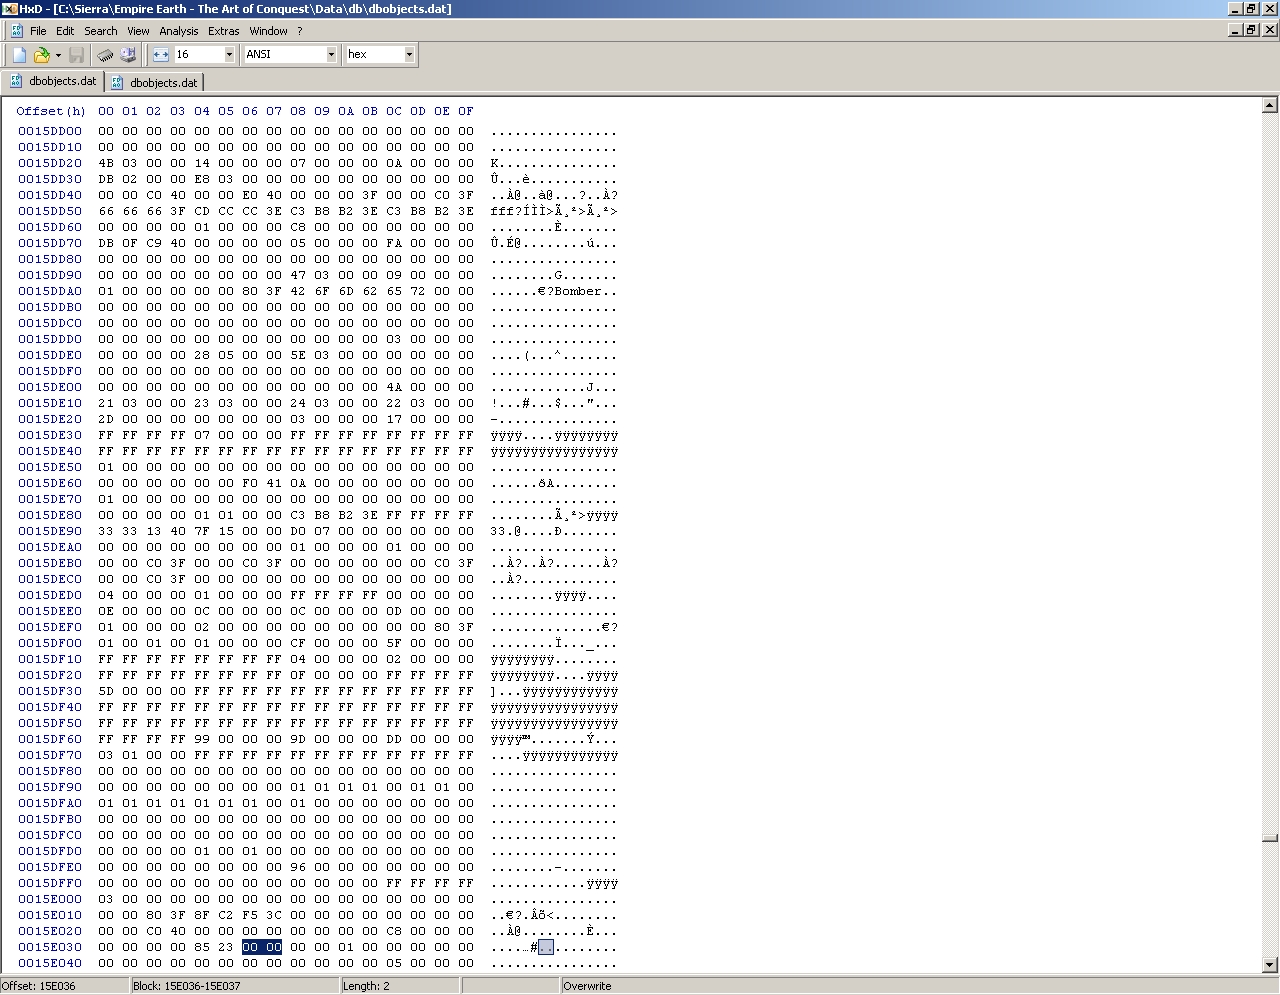 HxD - [C:\Sierra\Empire Earth - The Art of Conquest\Data\db\dbobjects.dat]
File Edit Search View Analysis Extras Window ?
16 ANSI hex
dbobjects.dat dbobjects.dat
Offset(h) 00 01 02 03 04 05 06 07 08 09 0A 0B 0C 0D 0E 0F
0015DD00 00 00 00 00 00 00 00 00 00 00 00 00 00 00 00 00 ................
0015DD10 00 00 00 00 00 00 00 00 00 00 00 00 00 00 00 00 ................
0015DD20 4B 03 00 00 14 00 00 00 07 00 00 00 0A 00 00 00 K...............
0015DD30 DB 02 00 00 E8 03 00 00 00 00 00 00 00 00 00 00 Û...è...........
0015DD40 00 00 C0 40 00 00 E0 40 00 00 00 3F 00 00 C0 3F ..À@..à@...?..À?
0015DD50 66 66 66 3F CD CC CC 3E C3 B8 B2 3E C3 B8 B2 3E fff?ÍÌÌ>Ã¸²>Ã¸²>
0015DD60 00 00 00 00 01 00 00 00 C8 00 00 00 00 00 00 00 ........È.......
0015DD70 DB 0F C9 40 00 00 00 00 05 00 00 00 FA 00 00 00 Û.É@........ú...
0015DD80 00 00 00 00 00 00 00 00 00 00 00 00 00 00 00 00 ................
0015DD90 00 00 00 00 00 00 00 00 47 03 00 00 09 00 00 00 ........G.......
0015DDA0 01 00 00 00 00 00 80 3F 42 6F 6D 62 65 72 00 00 ......€?Bomber..
0015DDB0 00 00 00 00 00 00 00 00 00 00 00 00 00 00 00 00 ................
0015DDC0 00 00 00 00 00 00 00 00 00 00 00 00 00 00 00 00 ................
0015DDD0 00 00 00 00 00 00 00 00 00 00 00 00 03 00 00 00 ................
0015DDE0 00 00 00 00 28 05 00 00 5E 03 00 00 00 00 00 00 ....(...^.......
0015DDF0 00 00 00 00 00 00 00 00 00 00 00 00 00 00 00 00 ................
0015DE00 00 00 00 00 00 00 00 00 00 00 00 00 4A 00 00 00 ............J...
0015DE10 21 03 00 00 23 03 00 00 24 03 00 00 22 03 00 00 !...#...$..."...
0015DE20 2D 00 00 00 00 00 00 00 03 00 00 00 17 00 00 00 -...............
0015DE30 FF FF FF FF 07 00 00 00 FF FF FF FF FF FF FF FF ÿÿÿÿ....ÿÿÿÿÿÿÿÿ
0015DE40 FF FF FF FF FF FF FF FF FF FF FF FF FF FF FF FF ÿÿÿÿÿÿÿÿÿÿÿÿÿÿÿÿ
0015DE50 01 00 00 00 00 00 00 00 00 00 00 00 00 00 00 00 ................
0015DE60 00 00 00 00 00 00 F0 41 0A 00 00 00 00 00 00 00 ......ðA........
0015DE70 01 00 00 00 00 00 00 00 00 00 00 00 00 00 00 00 ................
0015DE80 00 00 00 00 01 01 00 00 C3 B8 B2 3E FF FF FF FF ........Ã¸²>ÿÿÿÿ
0015DE90 33 33 13 40 7F 15 00 00 D0 07 00 00 00 00 00 00 33.@....Ð.......
0015DEA0 00 00 00 00 00 00 00 00 01 00 00 00 01 00 00 00 ................
0015DEB0 00 00 C0 3F 00 00 C0 3F 00 00 00 00 00 00 C0 3F ..À?..À?......À?
0015DEC0 00 00 C0 3F 00 00 00 00 00 00 00 00 00 00 00 00 ..À?............
0015DED0 04 00 00 00 01 00 00 00 FF FF FF FF 00 00 00 00 ........ÿÿÿÿ....
0015DEE0 0E 00 00 00 0C 00 00 00 0C 00 00 00 0D 00 00 00 ................
0015DEF0 01 00 00 00 02 00 00 00 00 00 00 00 00 00 80 3F ..............€?
0015DF00 01 00 01 00 01 00 00 00 CF 00 00 00 5F 00 00 00 ........Ï..._...
0015DF10 FF FF FF FF FF FF FF FF 04 00 00 00 02 00 00 00 ÿÿÿÿÿÿÿÿ........
0015DF20 FF FF FF FF FF FF FF FF 0F 00 00 00 FF FF FF FF ÿÿÿÿÿÿÿÿ....ÿÿÿÿ
0015DF30 5D 00 00 00 FF FF FF FF FF FF FF FF FF FF FF FF ]...ÿÿÿÿÿÿÿÿÿÿÿÿ
0015DF40 FF FF FF FF FF FF FF FF FF FF FF FF FF FF FF FF ÿÿÿÿÿÿÿÿÿÿÿÿÿÿÿÿ
0015DF50 FF FF FF FF FF FF FF FF FF FF FF FF FF FF FF FF ÿÿÿÿÿÿÿÿÿÿÿÿÿÿÿÿ
0015DF60 FF FF FF FF 99 00 00 00 9D 00 00 00 DD 00 00 00 ÿÿÿÿ™.......Ý...
0015DF70 03 01 00 00 FF FF FF FF FF FF FF FF FF FF FF FF ....ÿÿÿÿÿÿÿÿÿÿÿÿ
0015DF80 00 00 00 00 00 00 00 00 00 00 00 00 00 00 00 00 ................
0015DF90 00 00 00 00 00 00 00 00 01 01 01 01 00 01 01 00 ................
0015DFA0 01 01 01 01 01 01 01 00 01 00 00 00 00 00 00 00 ................
0015DFB0 00 00 00 00 00 00 00 00 00 00 00 00 00 00 00 00 ................
0015DFC0 00 00 00 00 00 00 00 00 00 00 00 00 00 00 00 00 ................
0015DFD0 00 00 00 00 01 00 01 00 00 00 00 00 00 00 00 00 ................
0015DFE0 00 00 00 00 00 00 00 00 96 00 00 00 00 00 00 00 ........–.......
0015DFF0 00 00 00 00 00 00 00 00 00 00 00 00 FF FF FF FF ............ÿÿÿÿ
0015E000 03 00 00 00 00 00 00 00 00 00 00 00 00 00 00 00 ................
0015E010 00 00 80 3F 8F C2 F5 3C 00 00 00 00 00 00 00 00 ..€?.Âõ<........
0015E020 00 00 C0 40 00 00 00 00 00 00 00 00 C8 00 00 00 ..À@........È...
0015E030 00 00 00 00 85 23 00 00 00 00 01 00 00 00 00 00 ....…#..........
0015E040 00 00 00 00 00 00 00 00 00 00 00 00 05 00 00 00 ................
Offset: 15E036 Block: 15E036-15E037 Length: 2 Overwrite